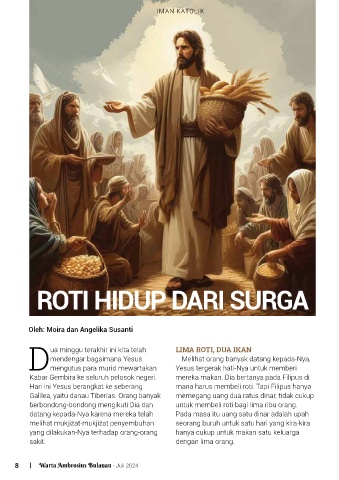 IMAN KATOLIK
ROTI HIDUP DARI SURGA
Oleh: Moira dan Angelika Susanti
Dua minggu terakhir ini kita telah
mendengar bagaimana Yesus
mengutus para murid mewartakan
Kabar Gembira ke seluruh pelosok negeri.
Hari ini Yesus berangkat ke seberang
Galilea, yaitu danau Tiberias. Orang banyak
berbondong-bondong mengikuti Dia dan
datang kepada-Nya karena mereka telah
melihat mukjizat-mukjizat penyembuhan
yang dilakukan-Nya terhadap orang-orang
sakit.
LIMA ROTI, DUA IKAN
Melihat orang banyak datang kepada-Nya,
Yesus tergerak hati-Nya untuk memberi
mereka makan. Dia bertanya pada Filipus di
mana harus membeli roti. Tapi Filipus hanya
memegang uang dua ratus dinar, tidak cukup
untuk membeli roti bagi lima ribu orang.
Pada masa itu uang satu dinar adalah upah
seorang buruh untuk satu hari yang kira-kira
hanya cukup untuk makan satu keluarga
dengan lima orang.
8 | Warta Ambrosius Bulanan - Juli 2024